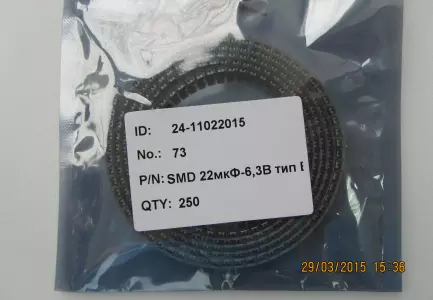 ID: 24-11022015
No.: 73
P/N: SMD 22мкФ-6,3В тип
QTY: 250
29/03/2015 15:36